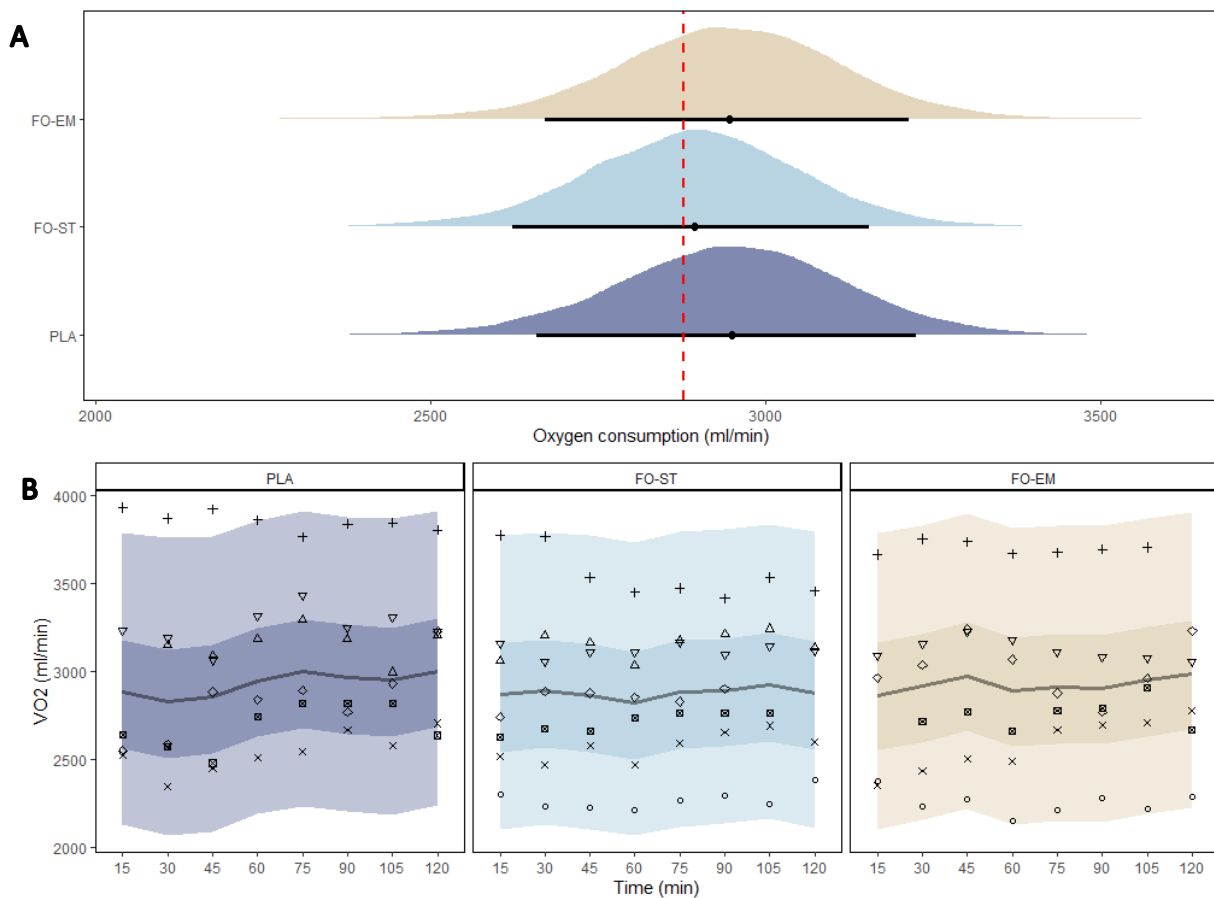 A
FO-EM
FO-ST
PLA
2000 2500 3000 3500
Oxygen consumption (ml/min)
B
PLA FO-ST FO-EM
4000
3500
3000
2500
2000
VO2 (ml/min)
15 30 45 60 75 90 105 120 15 30 45 60 75 90 105 120 15 30 45 60 75 90 105 120
Time (min)